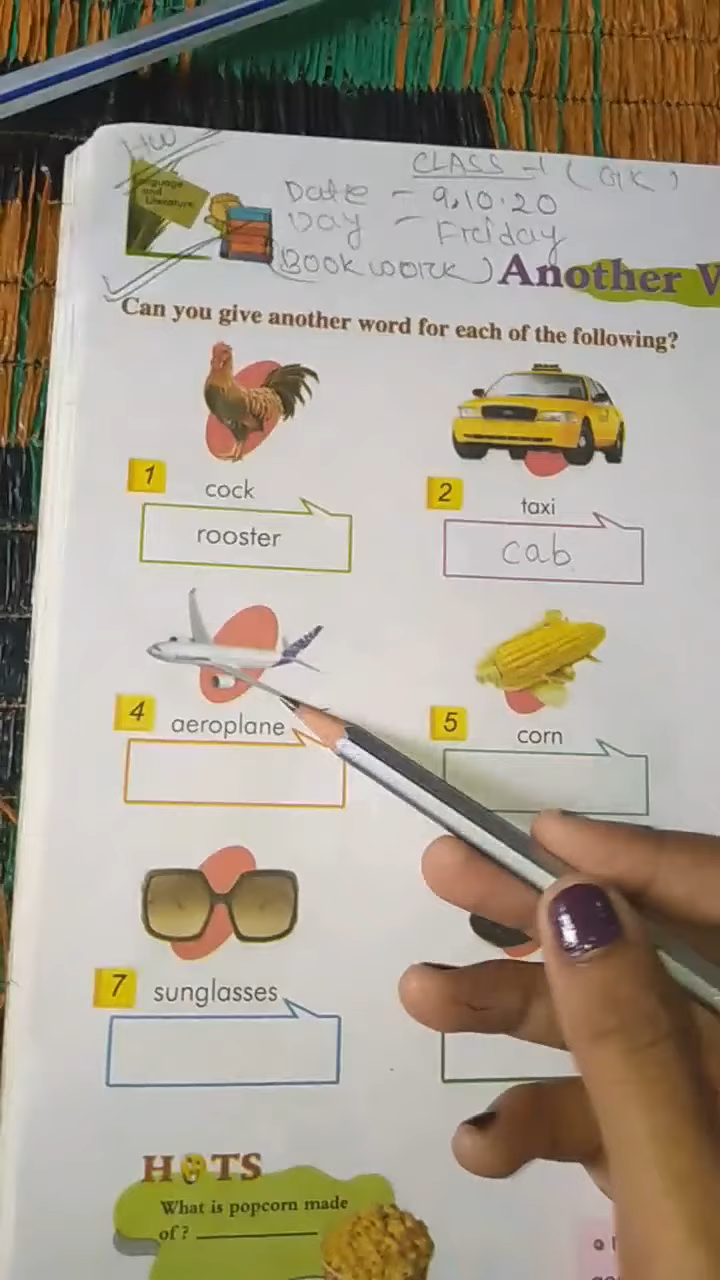 HW
CLASS - 1 (GK)
Language
and
Literature
Date - 9.10.20
Day - Freiday
(Book work)
Another W
Can you give another word for each of the following?
1
cock
rooster
2
taxi
cab
4
aeroplane
5
corn
7
sunglasses
HOTS
What is popcorn made
of?